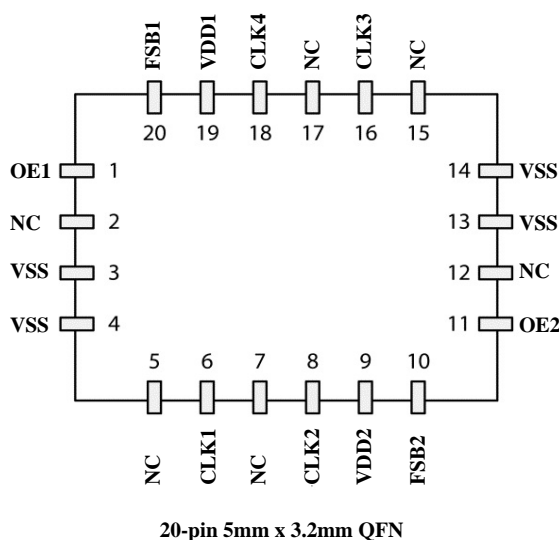 FSB1 VDD1 CLK4 NC CLK3 NC
20 19 18 17 16 15
OE1 1 14 VSS
NC 2 13 VSS
VSS 3 12 NC
VSS 4 11 OE2
5 6 7 8 9 10
NC CLK1 NC CLK2 VDD2 FSB2
20-pin 5mm x 3.2mm QFN